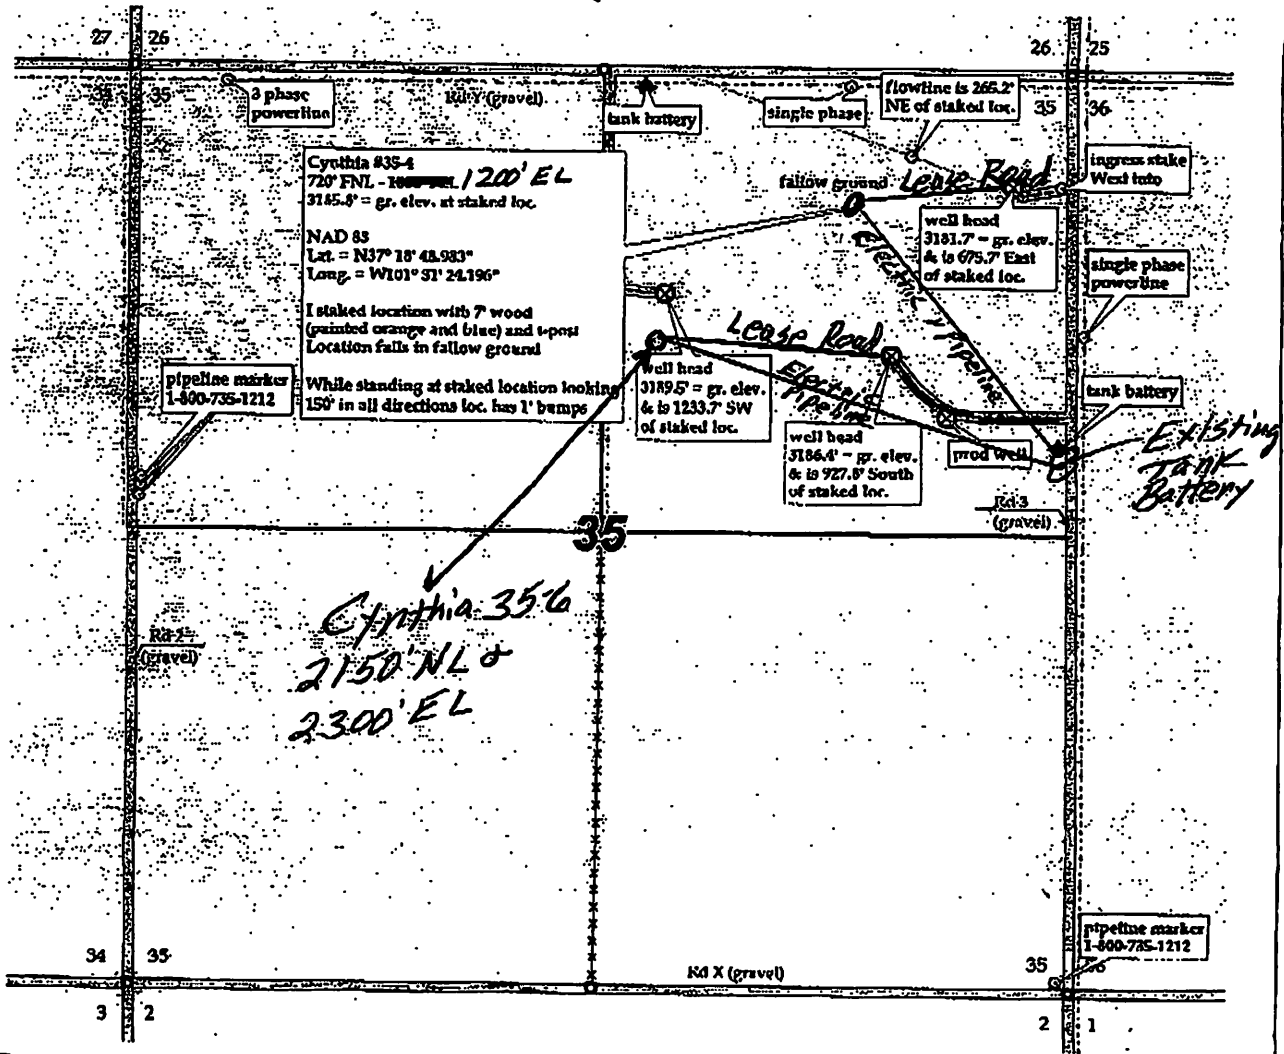 27 26
26 25
35
35
36
3 phase
powerline
Rd Y (gravel)
tank battery
single phase
flowline is 266.2'
NE of staked loc.
ingress stake
West into
Cynthia #35-4
720' FNL - 1200' EL
3185.8' = gr. elev. at staked loc.
NAD 83
Lat. = N37° 18' 48.983"
Long. = W101° 51' 24.196"
I staked location with 7' wood
(painted orange and blue) and t-post
Location falls in fallow ground
While standing at staked location looking
150' in all directions loc. has 1' bumps
fallow ground
Lease Road
well head
3181.7' = gr. elev.
& is 675.7' East
of staked loc.
single phase
powerline
Electric / Pipeline
Lease Road
Electric
Pipeline
well head
3189.5' = gr. elev.
& is 1233.7' SW
of staked loc.
well head
3186.4' = gr. elev.
& is 927.8' South
of staked loc.
prod well
tank battery
Existing
Tank
Battery
pipeline marker
1-800-735-1212
Rd 3
(gravel)
35
Cynthia 35-6
2150' NL &
2300' EL
Rd 2
(gravel)
pipeline marker
1-800-735-1212
34 35
35 36
Rd X (gravel)
3 2
2 1